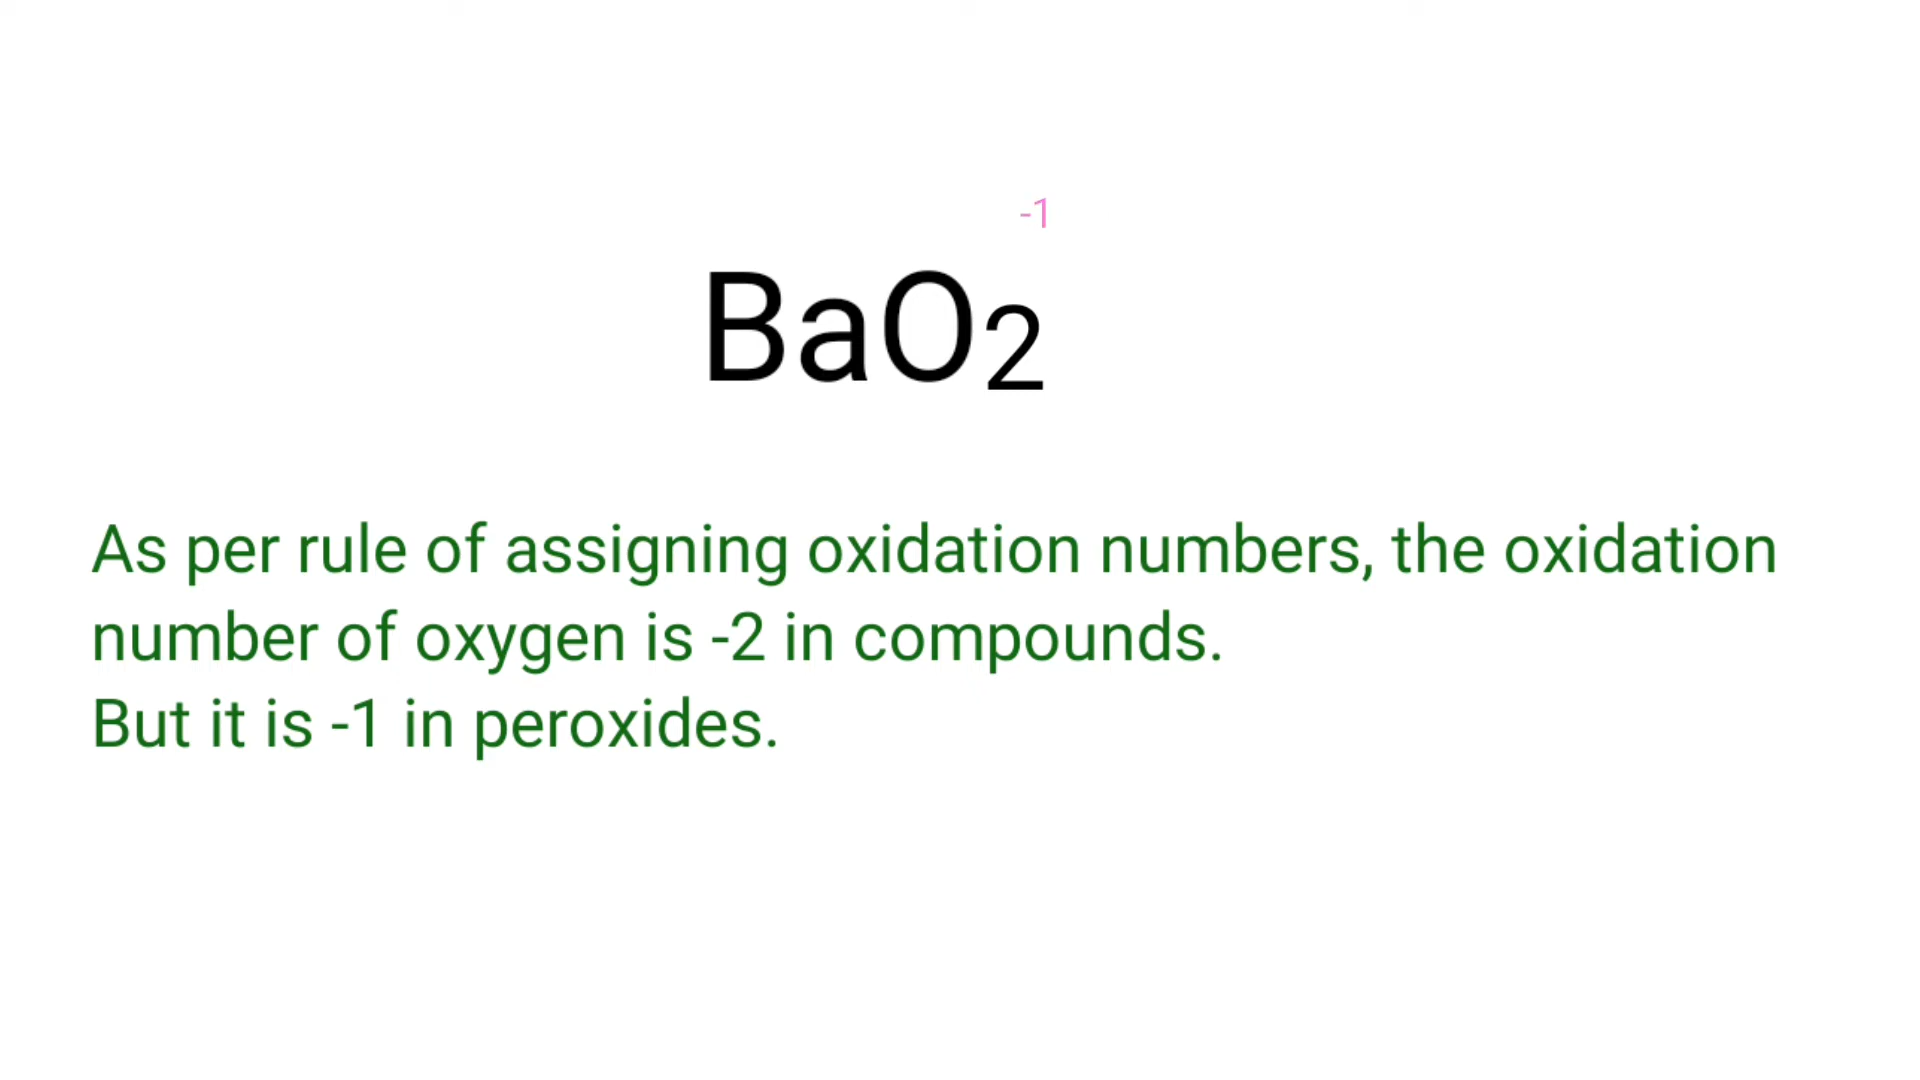 -1
BaO2
As per rule of assigning oxidation numbers, the oxidation
number of oxygen is -2 in compounds.
But it is -1 in peroxides.